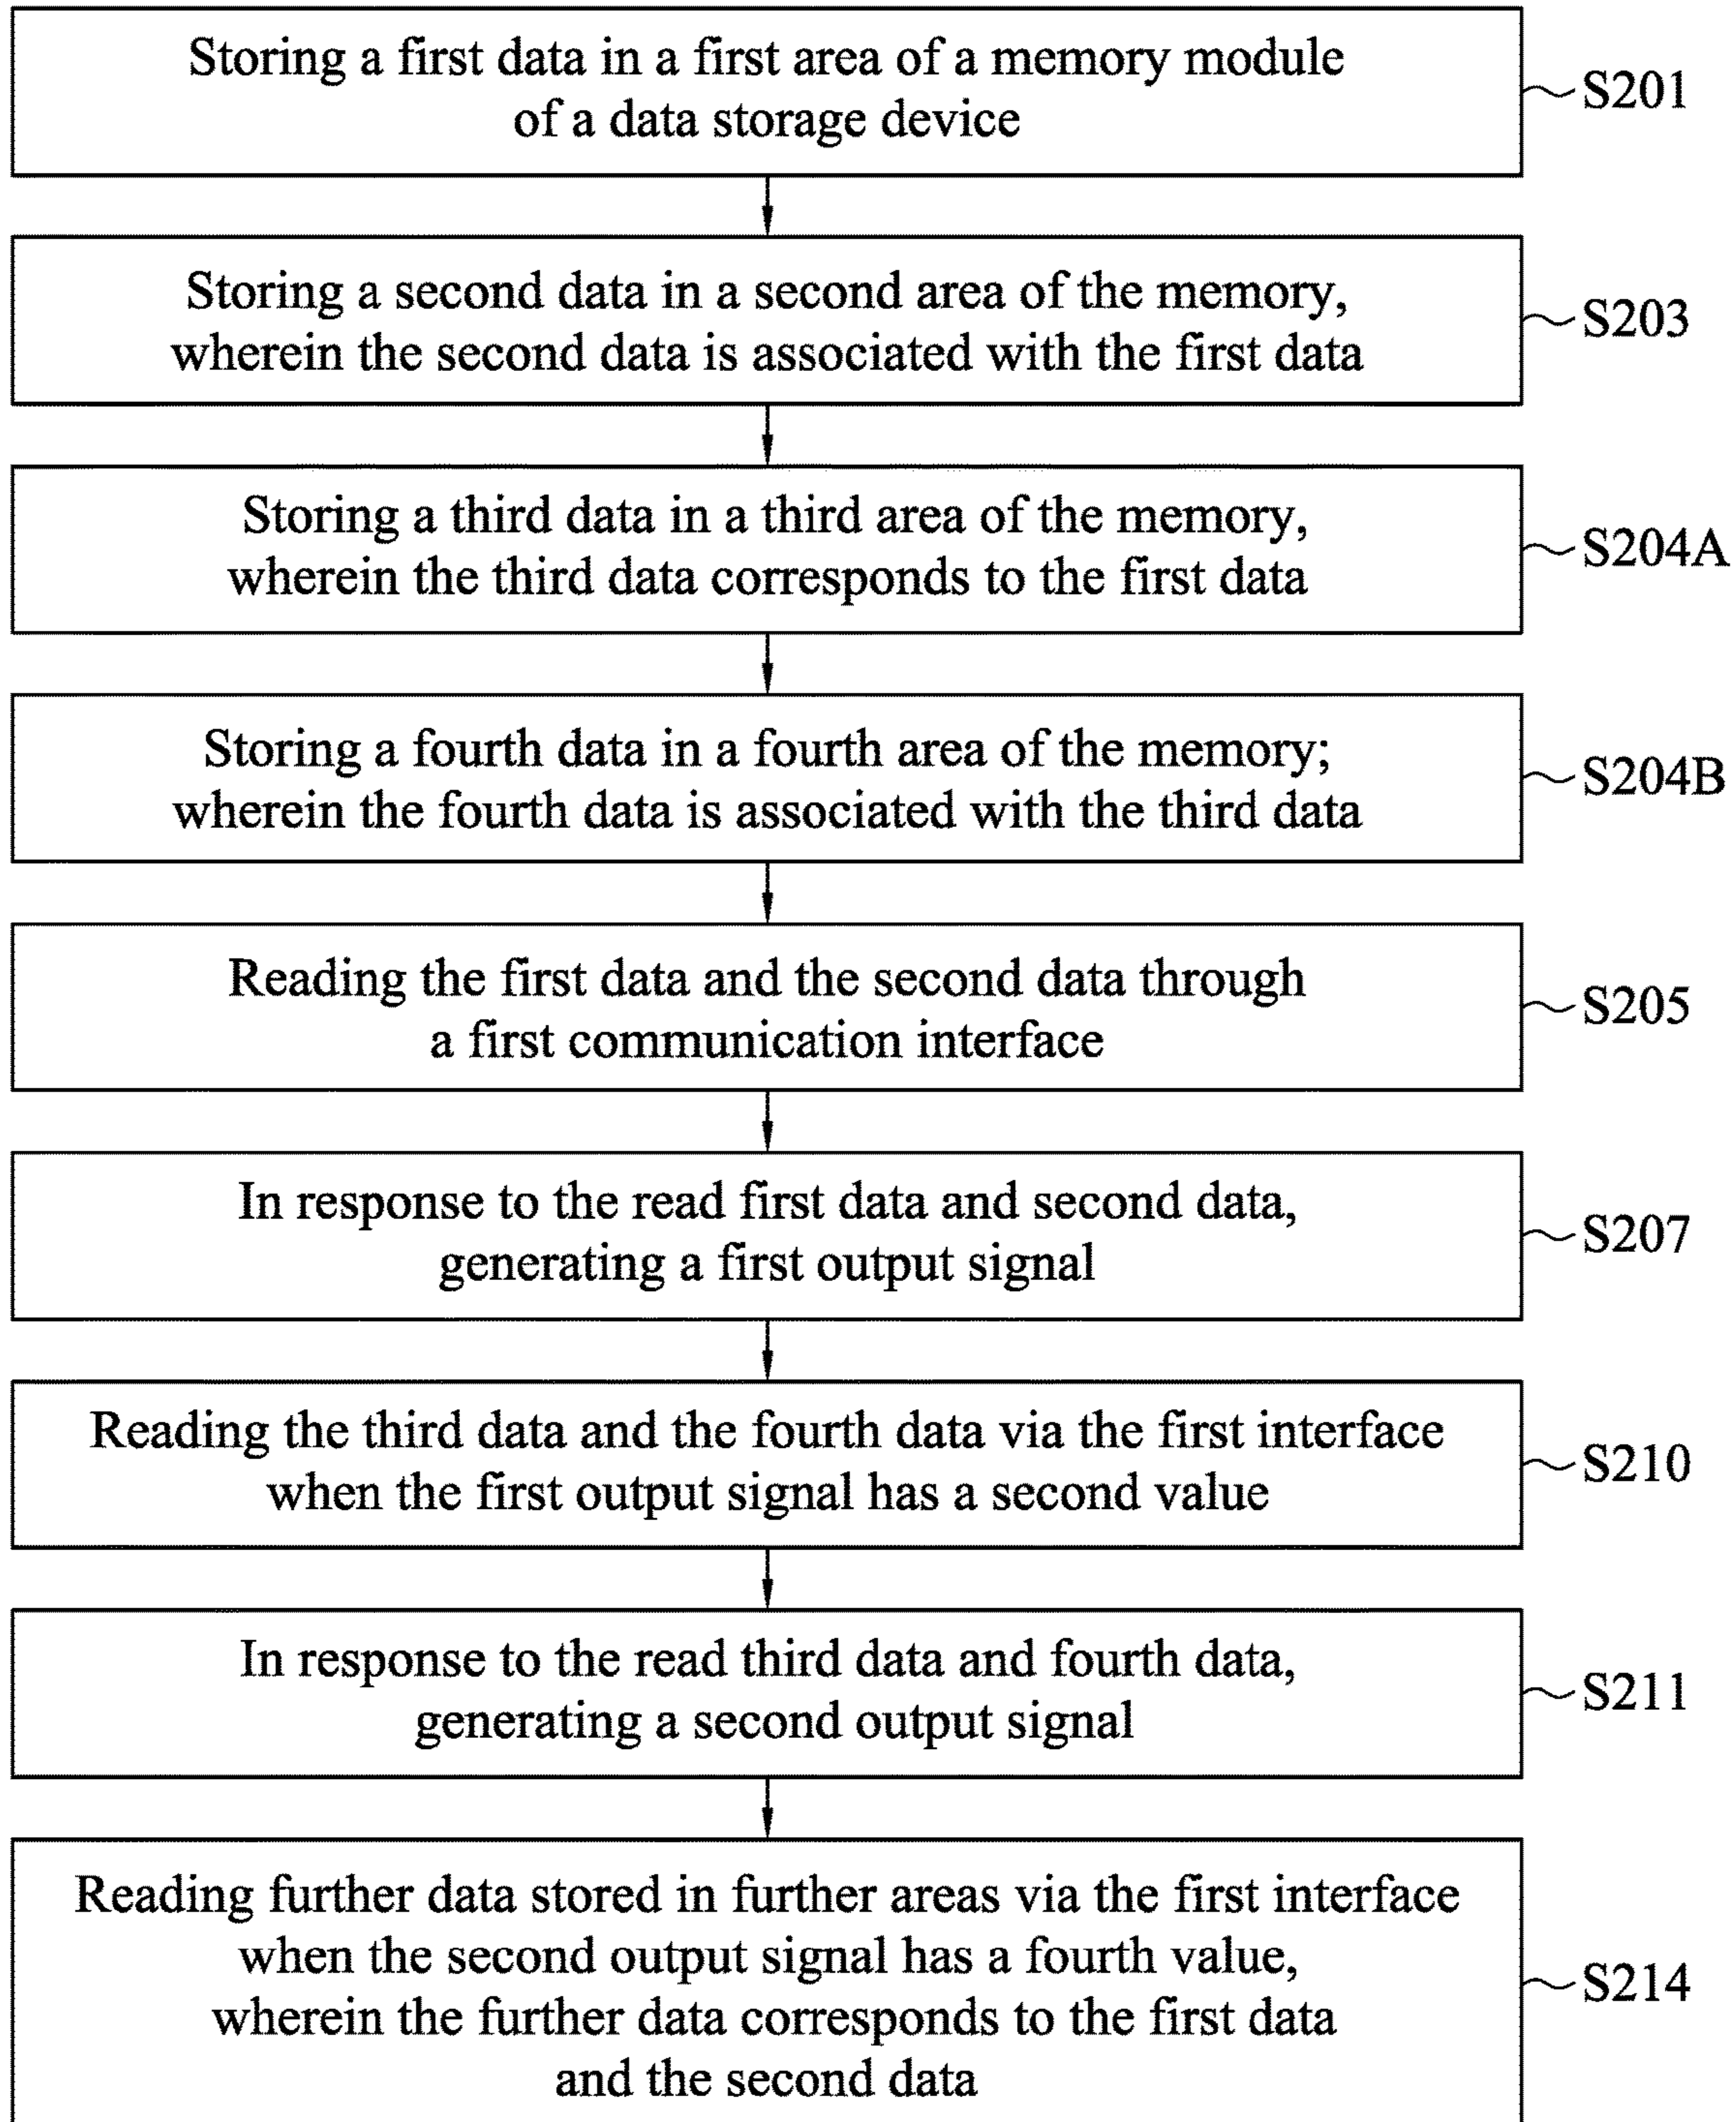 Storing a first data in a first area of a memory module
of a data storage device
S201
Storing a second data in a second area of the memory,
wherein the second data is associated with the first data
S203
Storing a third data in a third area of the memory,
wherein the third data corresponds to the first data
S204A
Storing a fourth data in a fourth area of the memory;
wherein the fourth data is associated with the third data
S204B
Reading the first data and the second data through
a first communication interface
S205
In response to the read first data and second data,
generating a first output signal
S207
Reading the third data and the fourth data via the first interface
when the first output signal has a second value
S210
In response to the read third data and fourth data,
generating a second output signal
S211
Reading further data stored in further areas via the first interface
when the second output signal has a fourth value,
wherein the further data corresponds to the first data
and the second data
S214